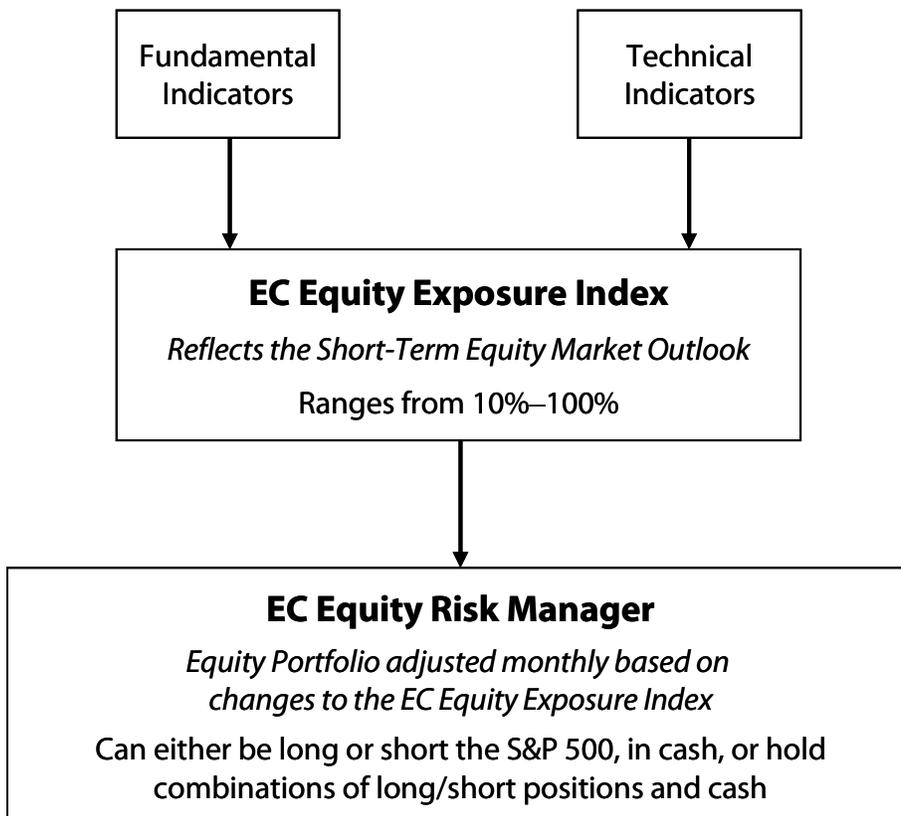 Fundamental
Indicators
Technical
Indicators
EC Equity Exposure Index
Reflects the Short-Term Equity Market Outlook
Ranges from 10%–100%
EC Equity Risk Manager
Equity Portfolio adjusted monthly based on
changes to the EC Equity Exposure Index
Can either be long or short the S&P 500, in cash, or hold
combinations of long/short positions and cash